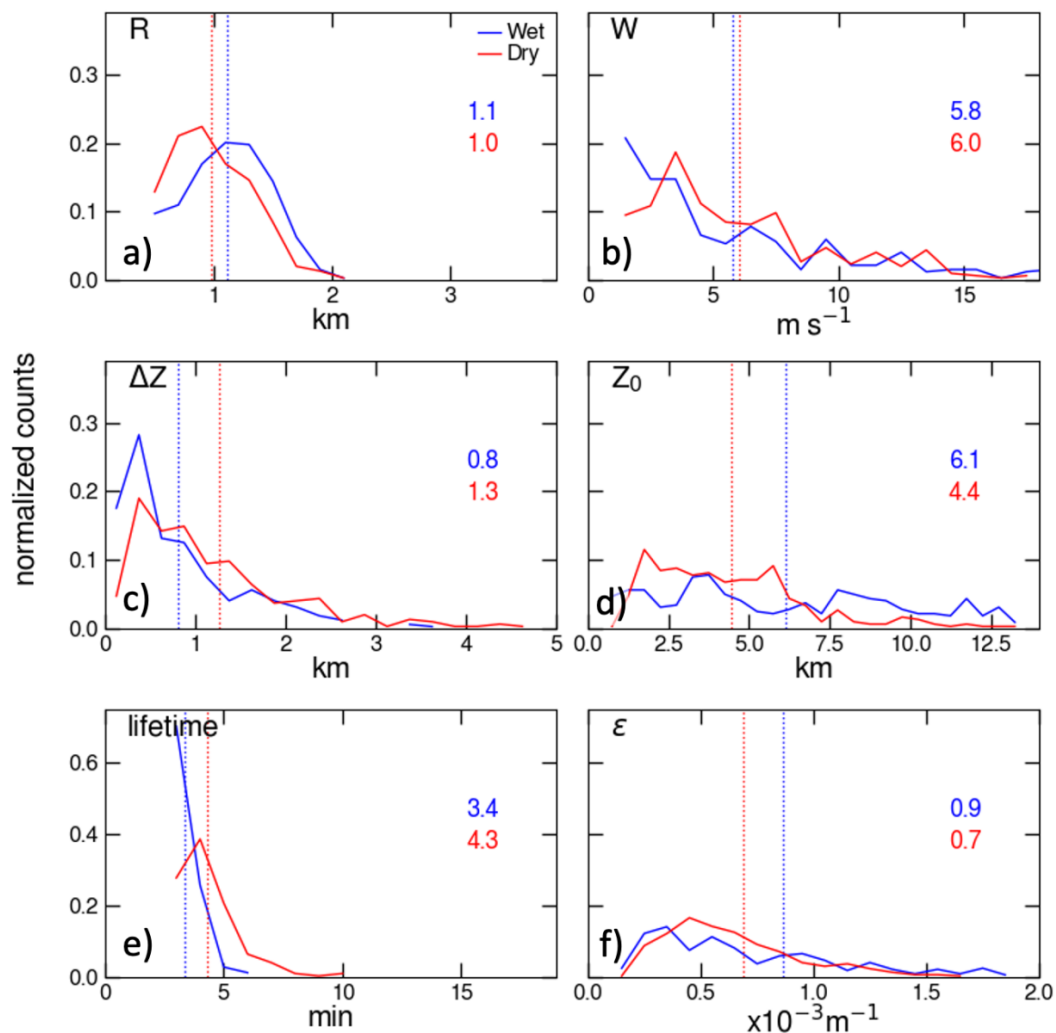 R
Wet
Dry
0.3
0.2
0.1
0.0
1.1
1.0
a)
1
2
3
km
W
5.8
6.0
b)
0
5
10
15
m s⁻¹
normalized counts
ΔZ
0.3
0.2
0.1
0.0
0.8
1.3
c)
0
1
2
3
4
5
km
Z₀
6.1
4.4
d)
0.0
2.5
5.0
7.5
10.0
12.5
km
lifetime
0.6
0.4
0.2
0.0
3.4
4.3
e)
0
5
10
15
min
ε
0.9
0.7
f)
0.0
0.5
1.0
1.5
2.0
x10⁻³m⁻¹